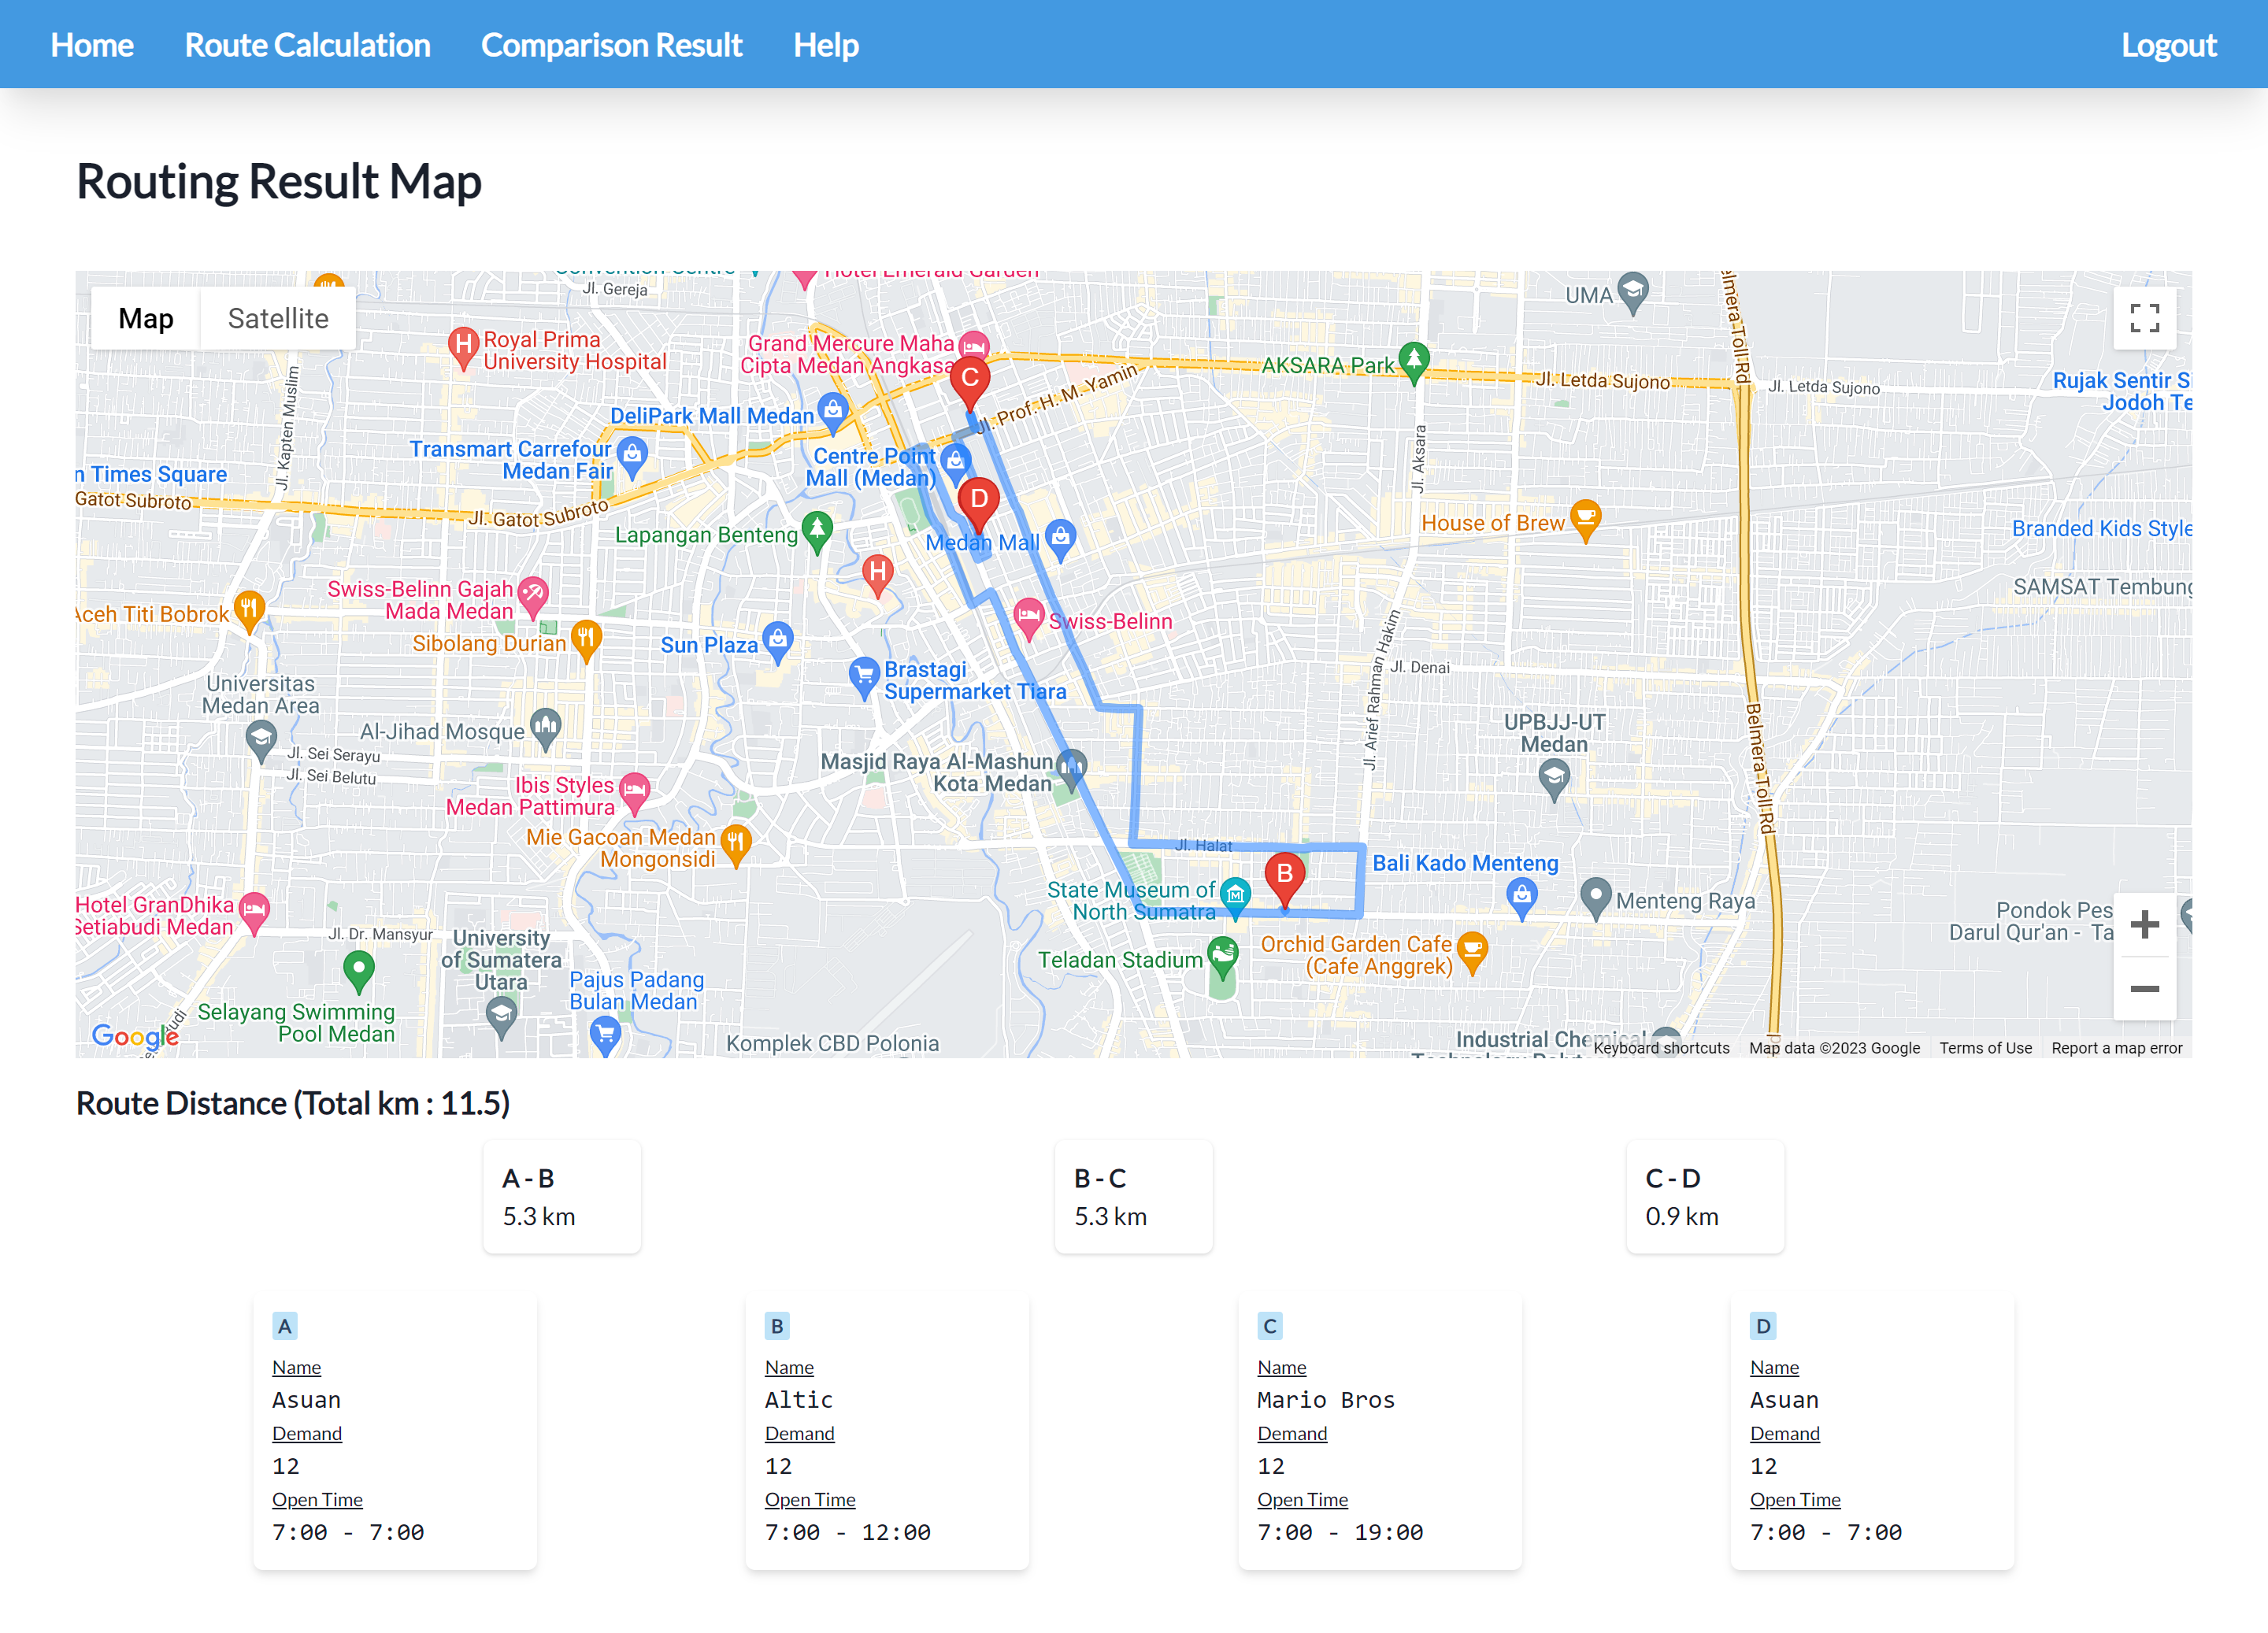 Home Route Calculation Comparison Result Help Logout
Routing Result Map
Map Satellite
Hotel Emerald Garden
Jl. Gereja
UMA
Royal Prima
University Hospital
Grand Mercure Maha
Cipta Medan Angkasa
C
AKSARA Park
Jl. Letda Sujono
Jl. Letda Sujono
elmera Toll Rd
Rujak Sentir Si
Jodoh Te
Jl. Kapten Muslim
DeliPark Mall Medan
Jl. Prof. H. M. Yamin
Transmart Carrefour
Medan Fair
Centre Point
Mall (Medan)
Jl. Aksara
n Times Square
Gatot Subroto
Jl. Gatot Subroto
D
Lapangan Benteng
Medan Mall
House of Brew
Branded Kids Style
H
Swiss-Belinn Gajah
Mada Medan
SAMSAT Tembung
Aceh Titi Bobrok
Swiss-Belinn
Sibolang Durian
Sun Plaza
Jl. Arief Rahman Hakim
Jl. Denai
Brastagi
Supermarket Tiara
Universitas
Medan Area
Al-Jihad Mosque
UPBJJ-UT
Medan
Belmera Toll Rd
Jl. Sei Serayu
Jl. Sei Belutu
Masjid Raya Al-Mashun
Kota Medan
Ibis Styles
Medan Pattimura
Mie Gacoan Medan
Mongonsidi
Jl. Halat
B
Bali Kado Menteng
State Museum of
North Sumatra
Menteng Raya
Hotel GranDhika
Setiabudi Medan
Jl. Dr. Mansyur
University
of Sumatera
Utara
Pondok Pes
Darul Qur'an - Ta
Teladan Stadium
Orchid Garden Cafe
(Cafe Anggrek)
Pajus Padang
Bulan Medan
Selayang Swimming
Pool Medan
Komplek CBD Polonia
Industrial Chemical
Google
Keyboard shortcuts Map data ©2023 Google Terms of Use Report a map error
Route Distance (Total km : 11.5)
A - B
5.3 km
B - C
5.3 km
C - D
0.9 km
A
Name
Asuan
Demand
12
Open Time
7:00 - 7:00
B
Name
Altic
Demand
12
Open Time
7:00 - 12:00
C
Name
Mario Bros
Demand
12
Open Time
7:00 - 19:00
D
Name
Asuan
Demand
12
Open Time
7:00 - 7:00